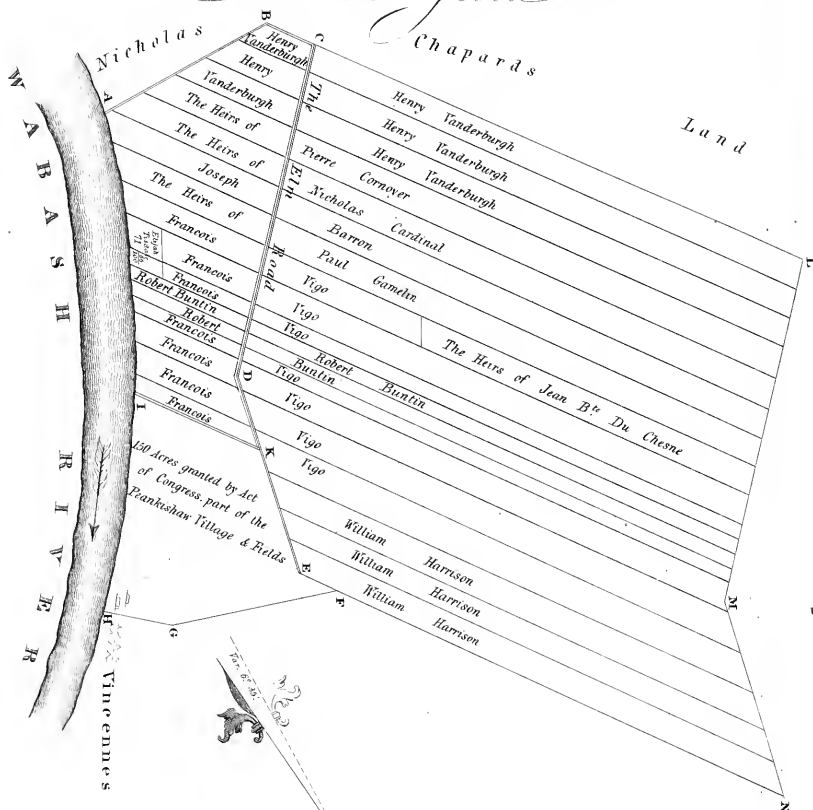 Nicholas
Chapards
Land
WABASH RIVER
A
B
C
L
Henry Vanderburgh
Henry
Vanderburgh
The Heirs of
The Heirs of
Joseph
The Heirs of
Francois
Elijah
Francois
Francois
Robert Buntin
Robert
Francois
Francois
Francois
Francois
The Elm Road
Henry Vanderburgh
Henry Vanderburgh
Henry Vanderburgh
Pierre Cornoyer
Nicholas Cardinal
Barron
Paul Gamelin
Vigo
Vigo
The Heirs of Jean Bte Du Chesne
Vigo
Robert Buntin
Buntin
Vigo
Vigo
Vigo
Vigo
William Harrison
William Harrison
William Harrison
D
I
K
M
150 Acres granted by Act
of Congress, part of the
Peankishaw Village & Fields
E
F
G
H
N
Vincennes
Var. 6.°